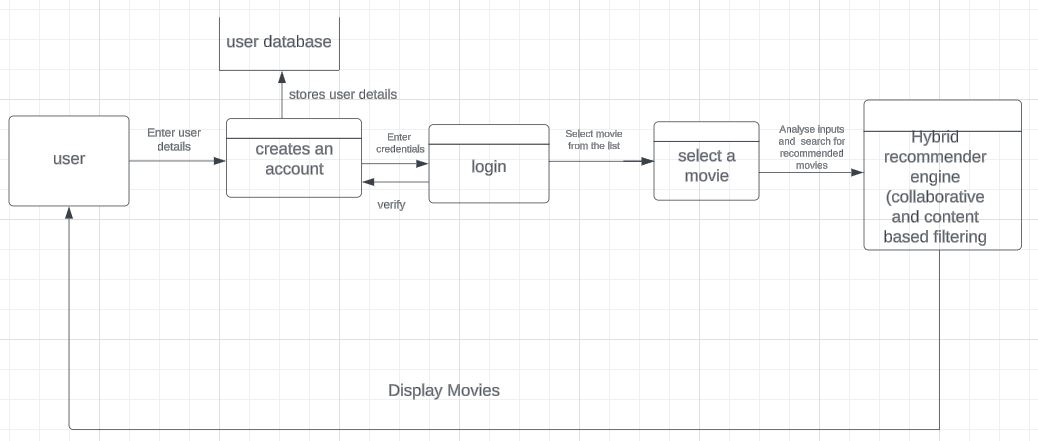 user database
stores user details
user
Enter user
details
creates an
account
Enter
credentials
verify
login
Select movie
from the list
select a
movie
Analyse inputs
and search for
recommended
movies
Hybrid
recommender
engine
(collaborative
and content
based filtering
Display Movies